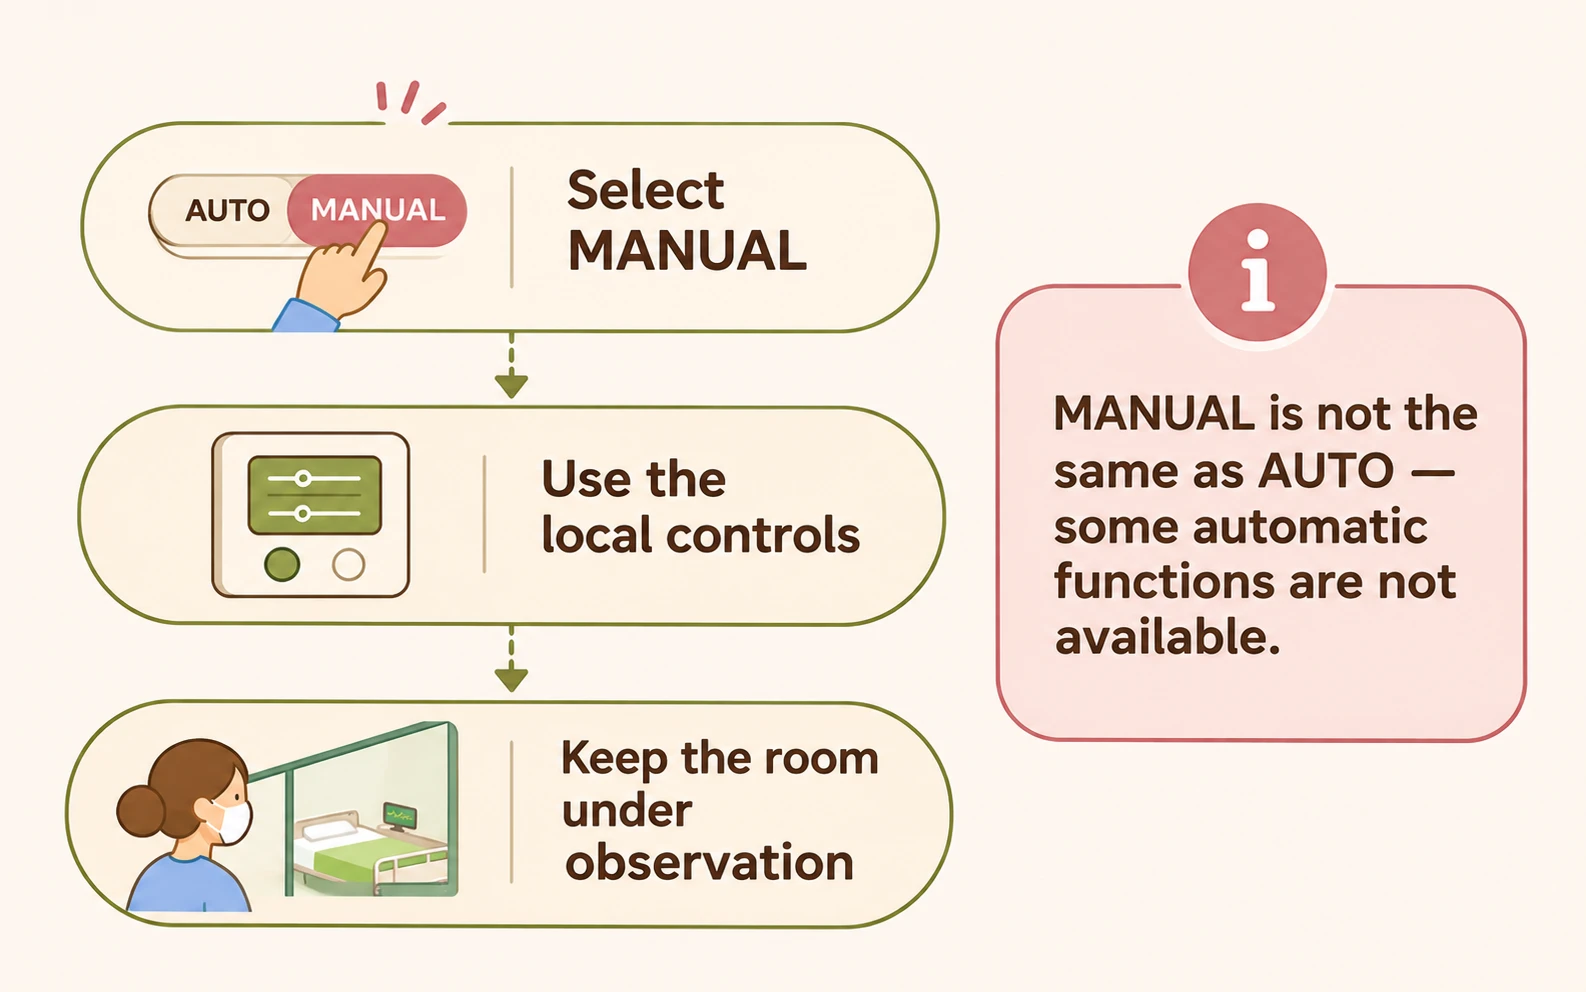 AUTO
MANUAL
Select
MANUAL
Use the
local controls
Keep the room
under
observation
MANUAL is not the
same as AUTO —
some automatic
functions are not
available.